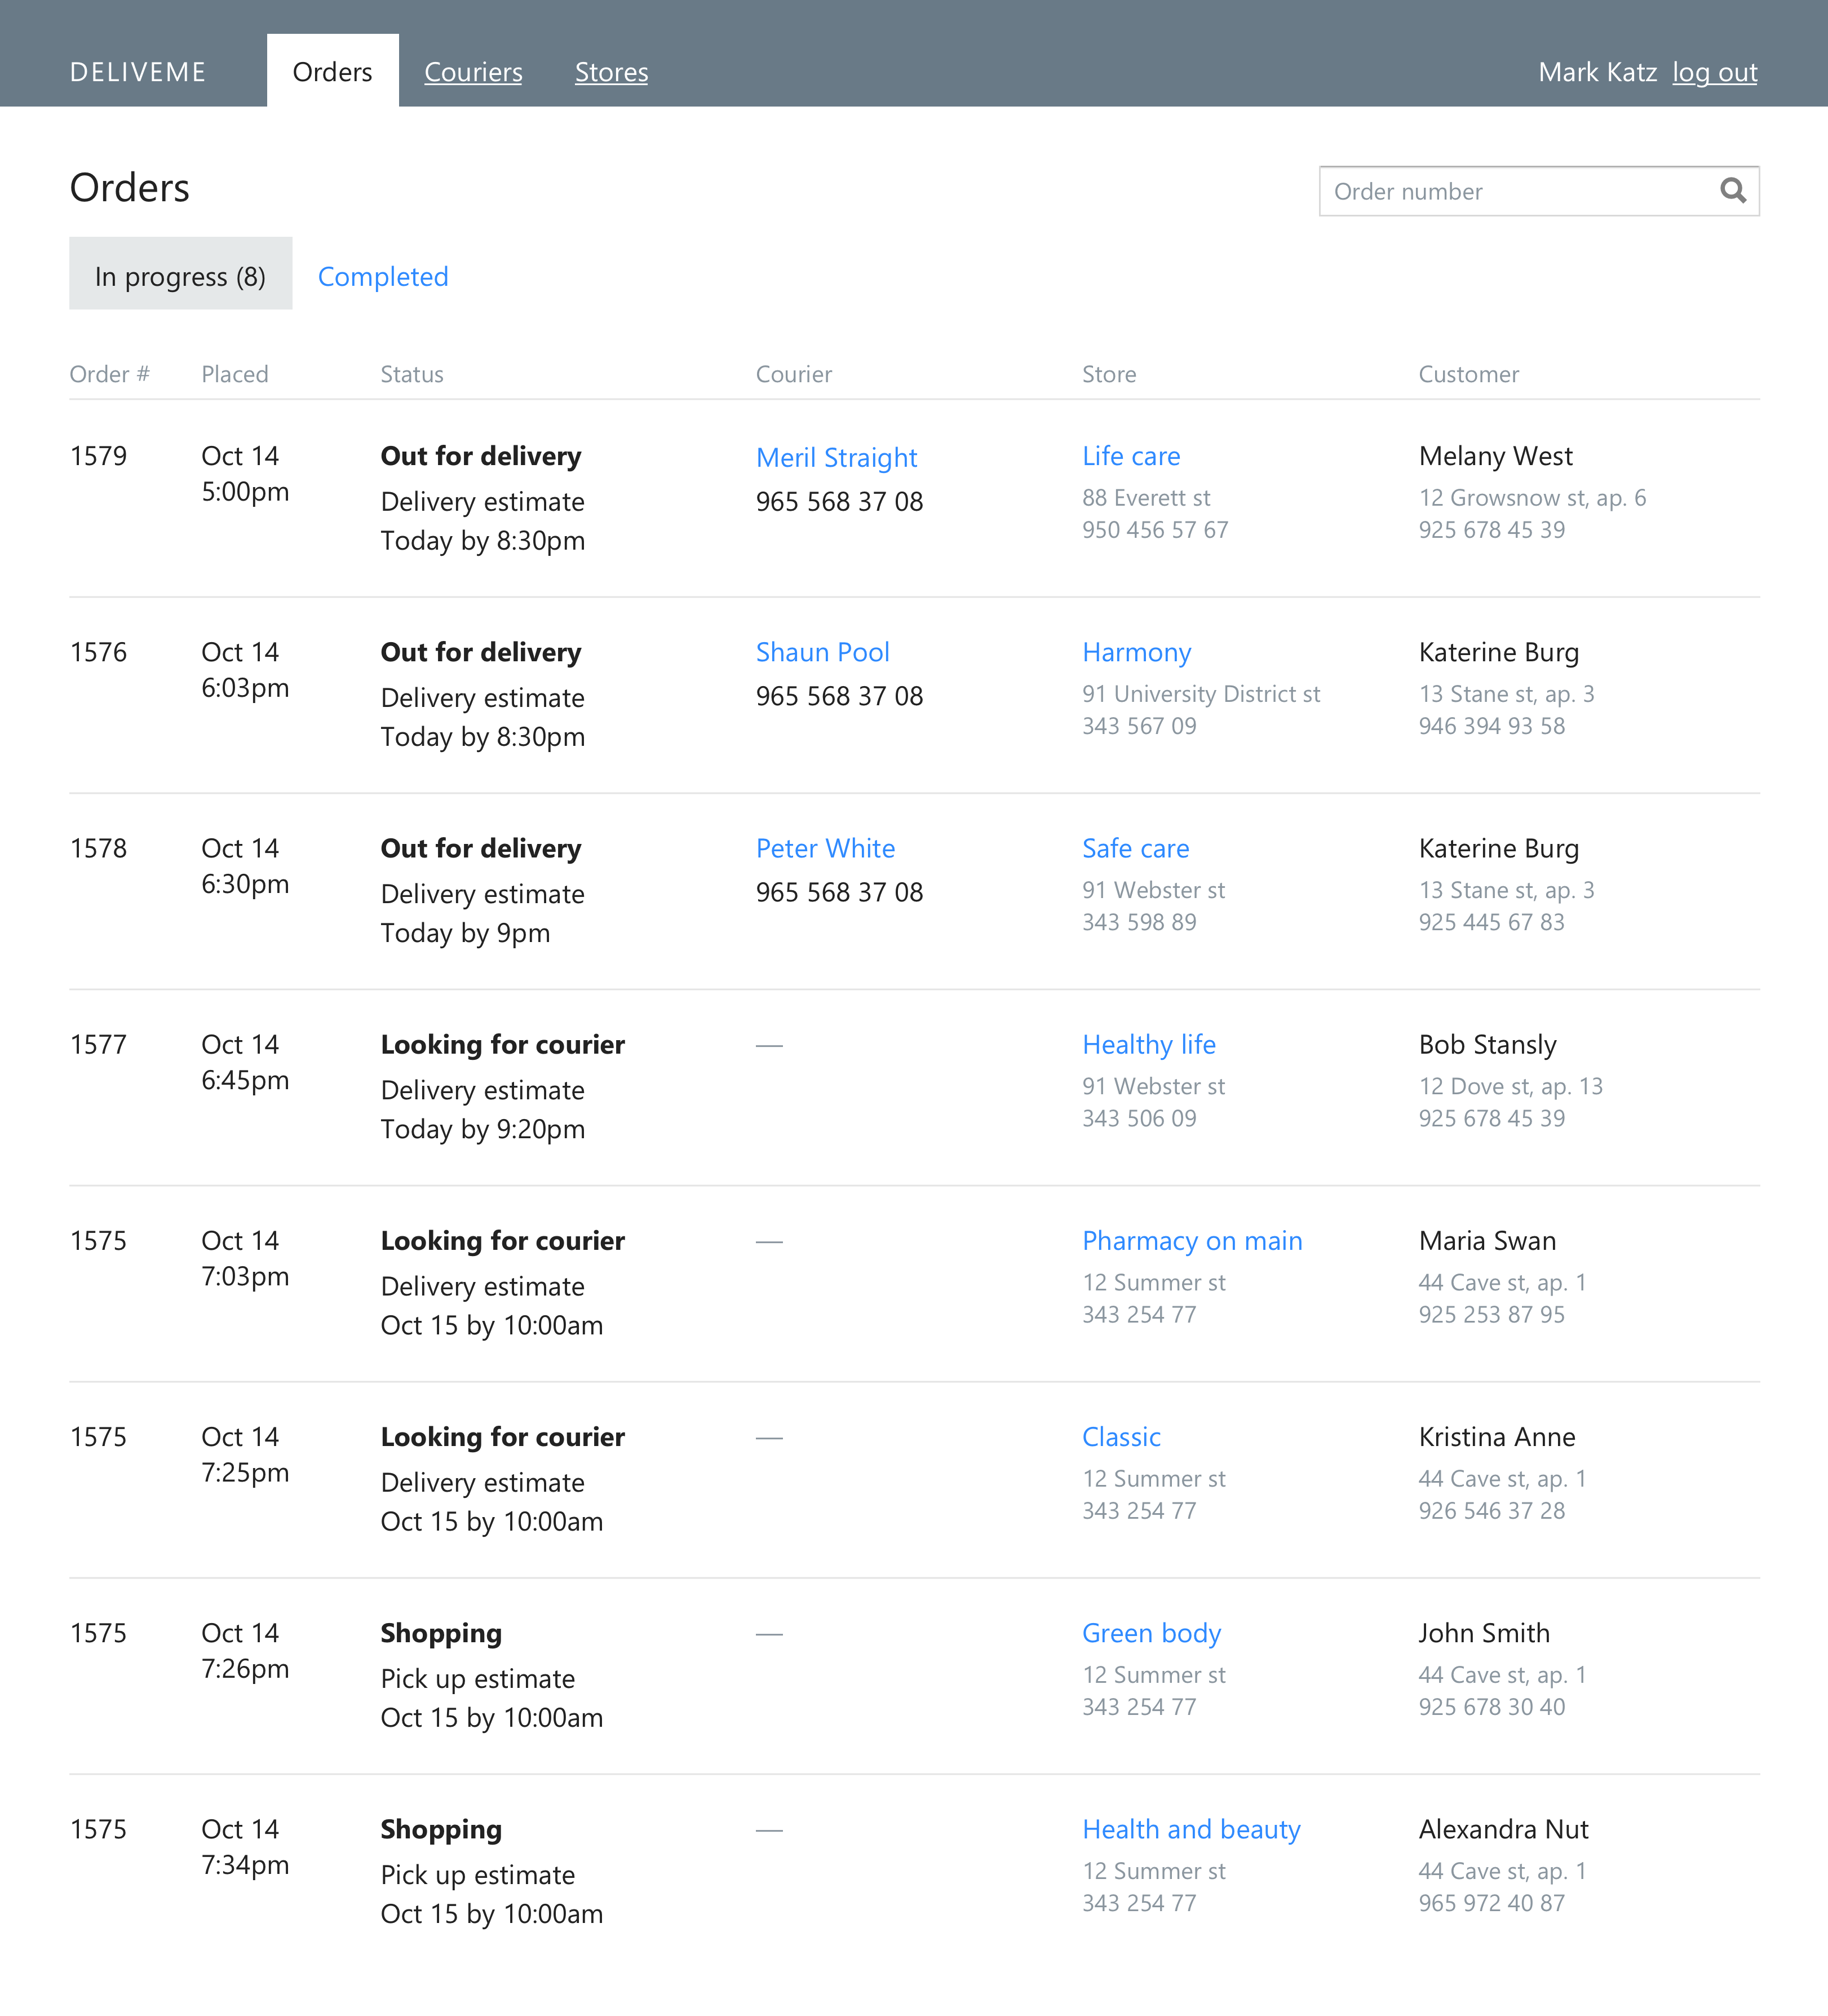 DELIVEME Orders Couriers Stores Mark Katz log out
Orders
Order number
In progress (8) Completed
Order # Placed Status Courier Store Customer
1579 Oct 14 Out for delivery Meril Straight Life care Melany West
5:00pm Delivery estimate 965 568 37 08 88 Everett st 12 Growsnow st, ap. 6
Today by 8:30pm 950 456 57 67 925 678 45 39
1576 Oct 14 Out for delivery Shaun Pool Harmony Katerine Burg
6:03pm Delivery estimate 965 568 37 08 91 University District st 13 Stane st, ap. 3
Today by 8:30pm 343 567 09 946 394 93 58
1578 Oct 14 Out for delivery Peter White Safe care Katerine Burg
6:30pm Delivery estimate 965 568 37 08 91 Webster st 13 Stane st, ap. 3
Today by 9pm 343 598 89 925 445 67 83
1577 Oct 14 Looking for courier — Healthy life Bob Stansly
6:45pm Delivery estimate 91 Webster st 12 Dove st, ap. 13
Today by 9:20pm 343 506 09 925 678 45 39
1575 Oct 14 Looking for courier — Pharmacy on main Maria Swan
7:03pm Delivery estimate 12 Summer st 44 Cave st, ap. 1
Oct 15 by 10:00am 343 254 77 925 253 87 95
1575 Oct 14 Looking for courier — Classic Kristina Anne
7:25pm Delivery estimate 12 Summer st 44 Cave st, ap. 1
Oct 15 by 10:00am 343 254 77 926 546 37 28
1575 Oct 14 Shopping — Green body John Smith
7:26pm Pick up estimate 12 Summer st 44 Cave st, ap. 1
Oct 15 by 10:00am 343 254 77 925 678 30 40
1575 Oct 14 Shopping — Health and beauty Alexandra Nut
7:34pm Pick up estimate 12 Summer st 44 Cave st, ap. 1
Oct 15 by 10:00am 343 254 77 965 972 40 87